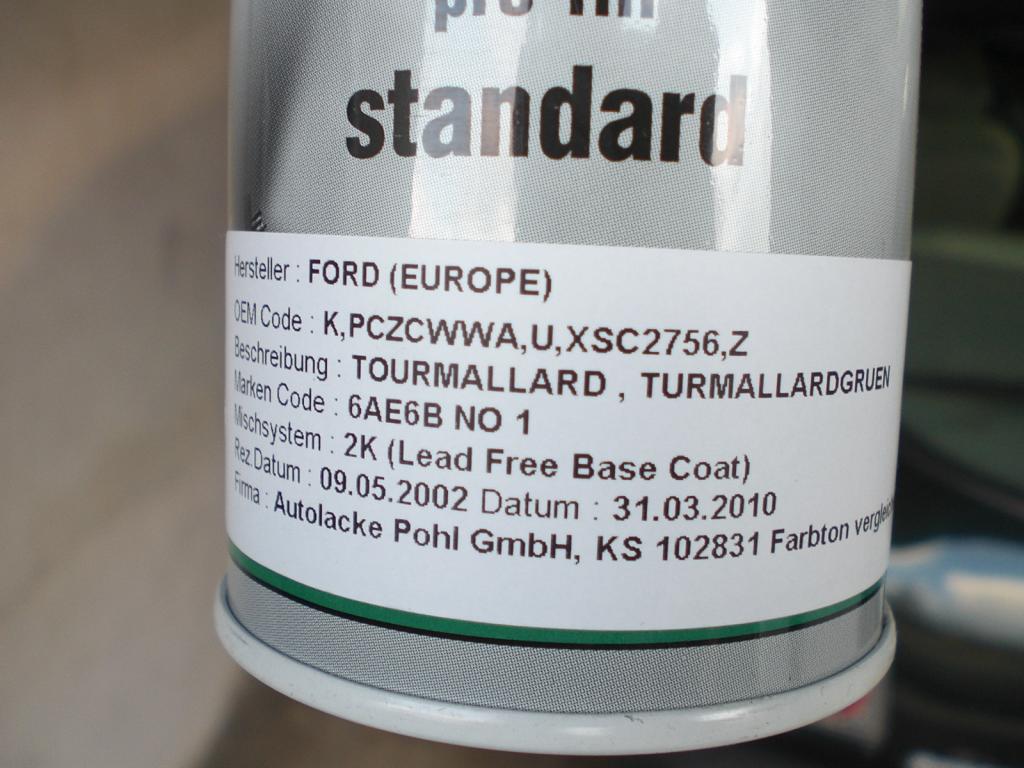 standard
Hersteller : FORD (EUROPE)
OEM Code : K,PCZCWWA,U,XSC2756,Z
Beschreibung : TOURMALLARD , TURMALLARDGRUEN
Marken Code : 6AE6B NO 1
Mischsystem : 2K (Lead Free Base Coat)
Rez.Datum : 09.05.2002 Datum : 31.03.2010
Firma : Autolacke Pohl GmbH, KS 102831 Farbton